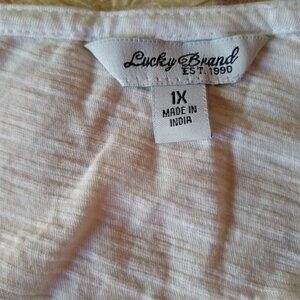 Lucky Brand
EST. 1990
1X
MADE IN
INDIA